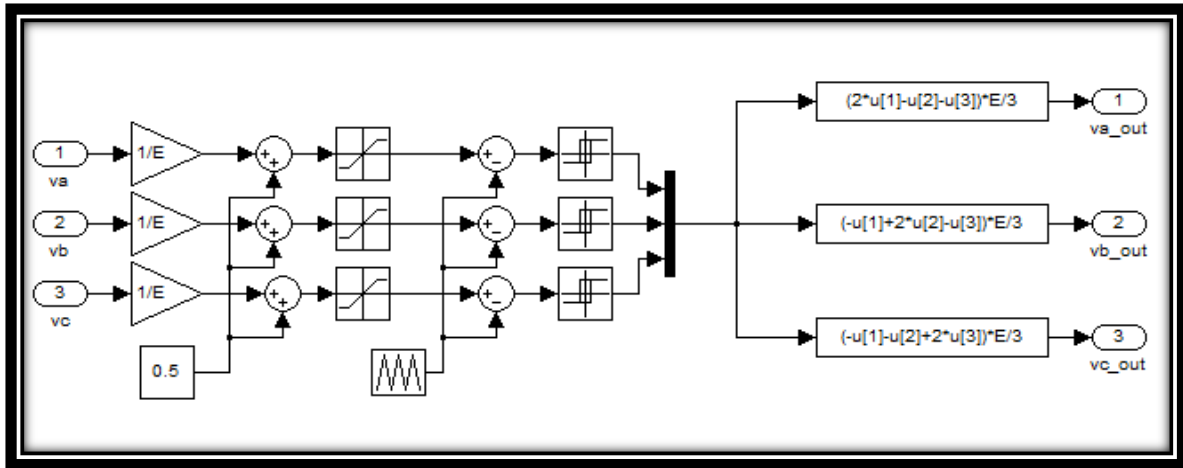 (2*u[1]-u[2]-u[3])*E/3
1
va_out
1
va
1/E
+
+
+
−
2
vb
1/E
+
+
+
−
(-u[1]+2*u[2]-u[3])*E/3
2
vb_out
3
vc
1/E
+
+
+
−
(-u[1]-u[2]+2*u[3])*E/3
3
vc_out
0.5